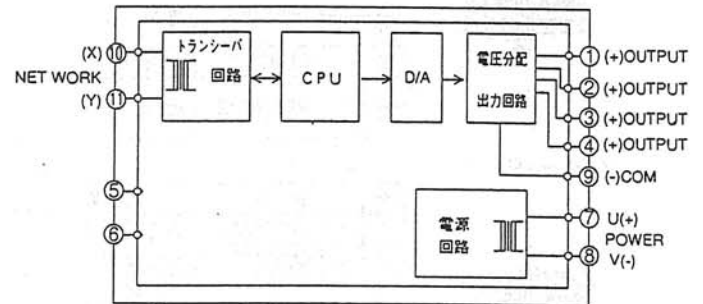 (X) ⑩
NET WORK
(Y) ⑪
⑤
⑥
トランシーバ
回路
CPU
D/A
電圧分配
出力回路
① (+)OUTPUT
② (+)OUTPUT
③ (+)OUTPUT
④ (+)OUTPUT
⑨ (-)COM
電源
回路
⑦ U(+)
POWER
⑧ V(-)